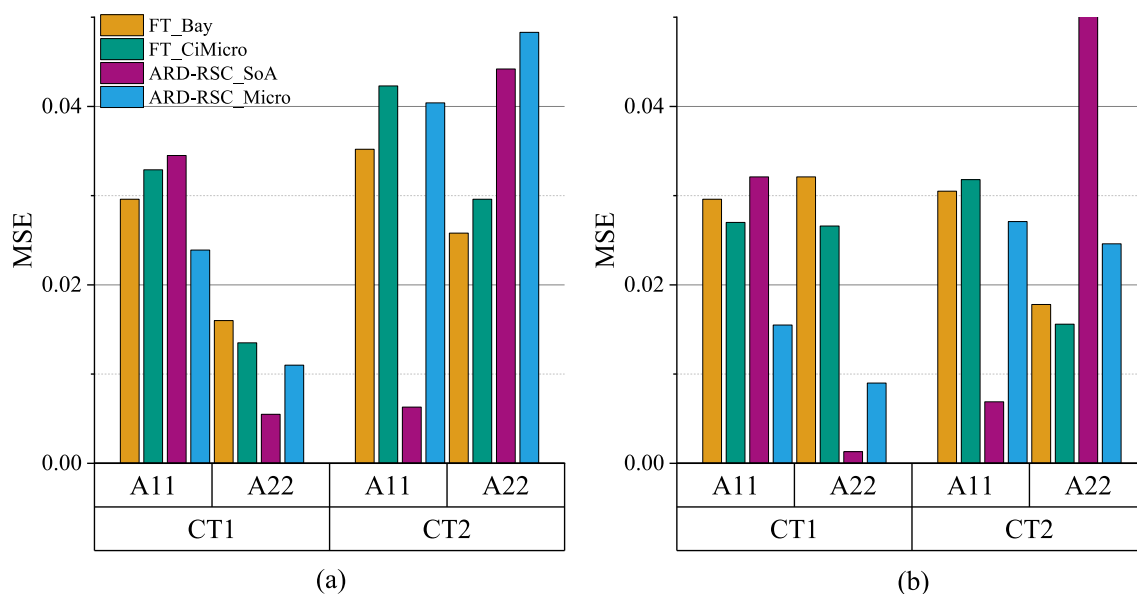 FT_Bay
FT_CiMicro
ARD-RSC_SoA
ARD-RSC_Micro
MSE
0.04
0.02
0.00
A11
A22
A11
A22
CT1
CT2
(a)
MSE
0.04
0.02
0.00
A11
A22
A11
A22
CT1
CT2
(b)